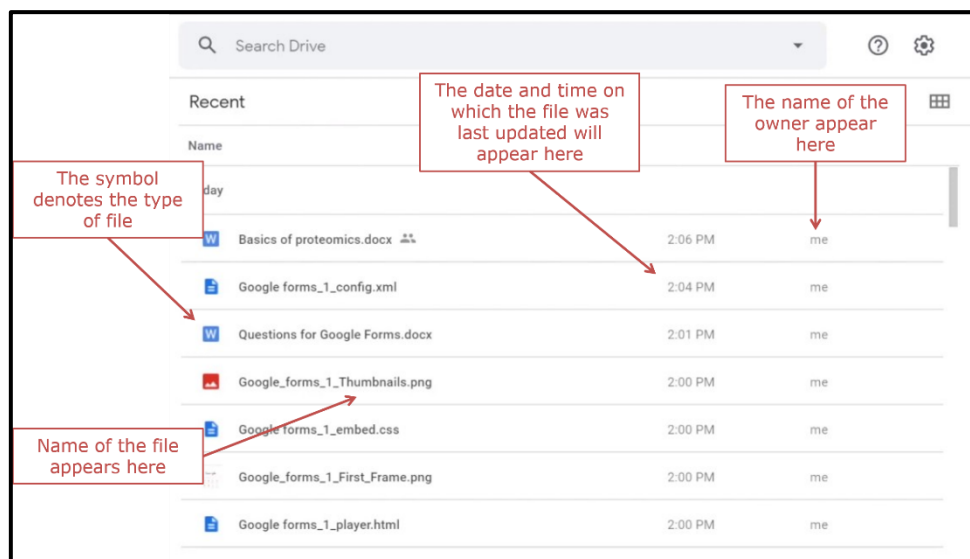 Search Drive
Recent
Name
The date and time on
which the file was
last updated will
appear here
The name of the
owner appear
here
The symbol
denotes the type
of file
day
W Basics of proteomics.docx 2:06 PM me
Google forms_1_config.xml 2:04 PM me
W Questions for Google Forms.docx 2:01 PM me
Google_forms_1_Thumbnails.png 2:00 PM me
Google forms_1_embed.css 2:00 PM me
Name of the file
appears here
Google_forms_1_First_Frame.png 2:00 PM me
Google forms_1_player.html 2:00 PM me